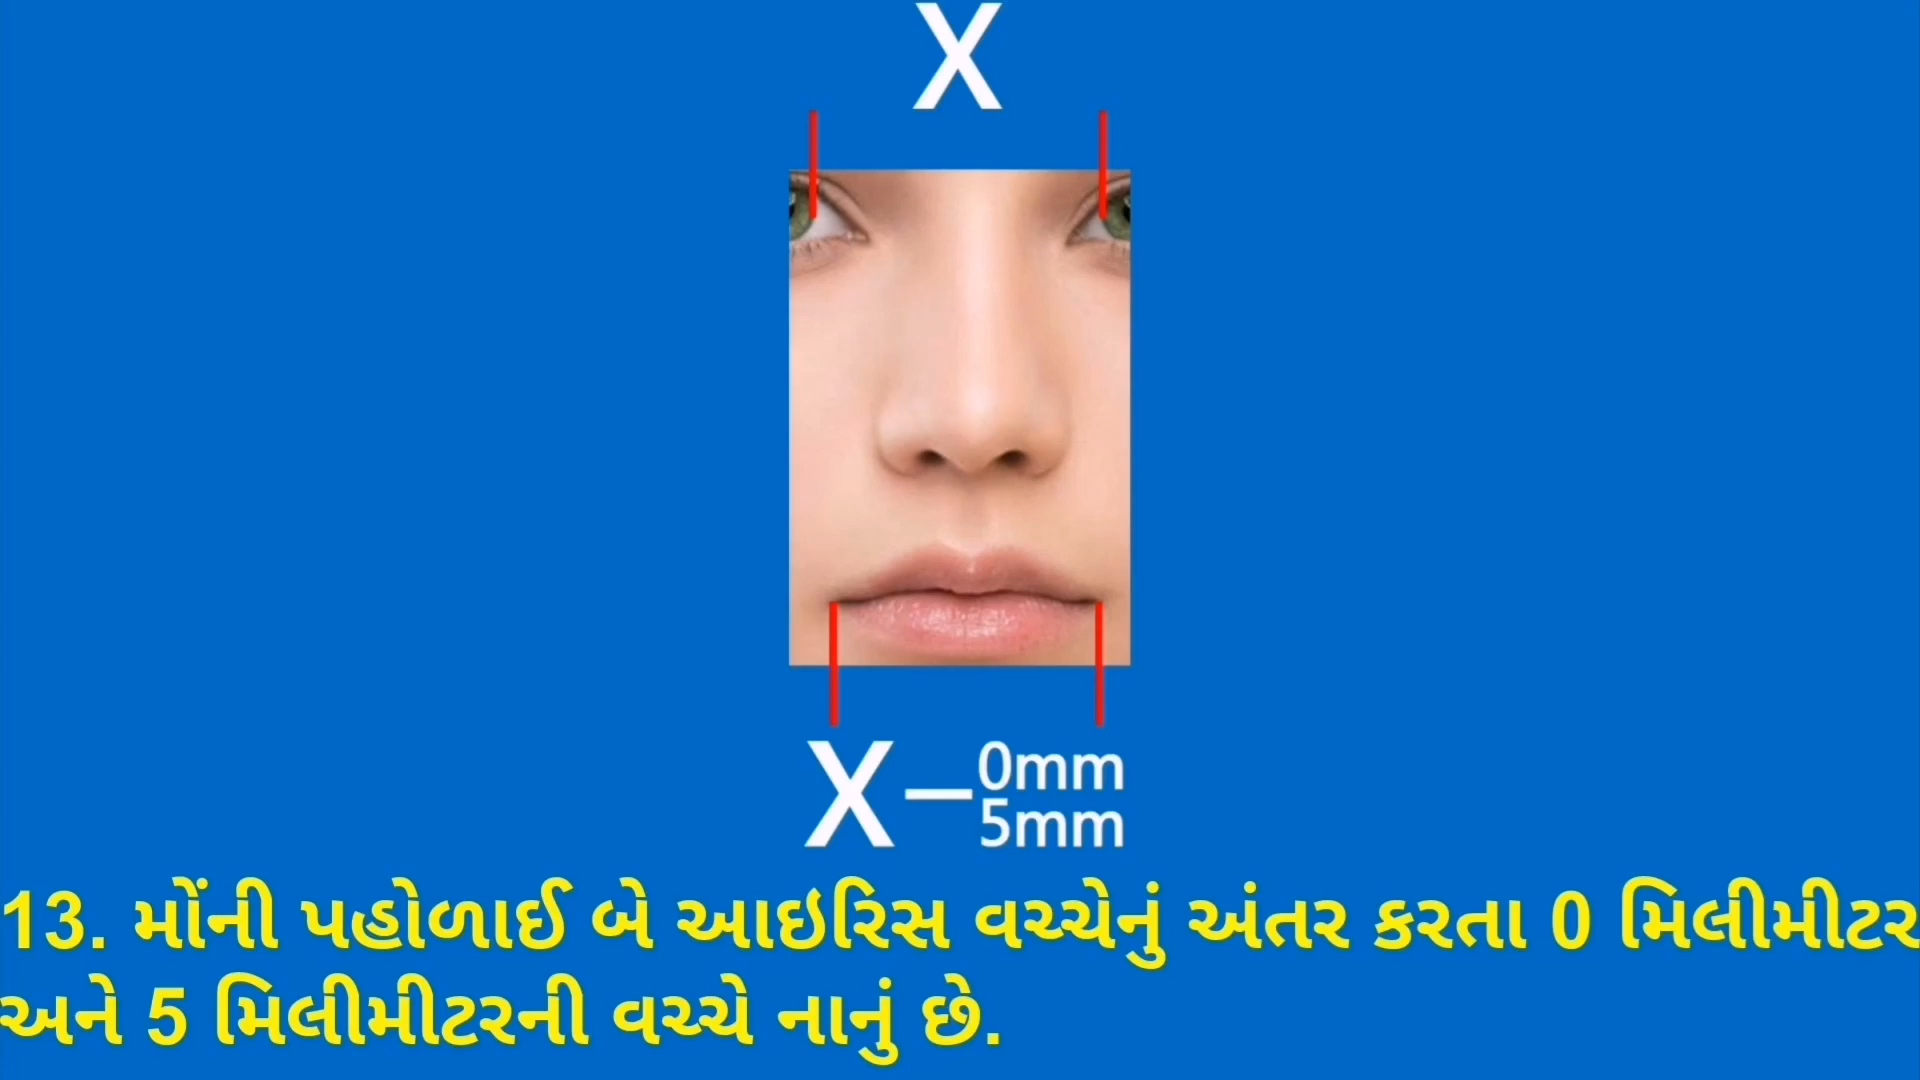 X
X – 0mm
5mm
13. મોંની પહોળાઈ બે આઇરિસ વચ્ચેનું અંતર કરતા 0 મિલીમીટર
અને 5 મિલીમીટરની વચ્ચે નાનું છે.